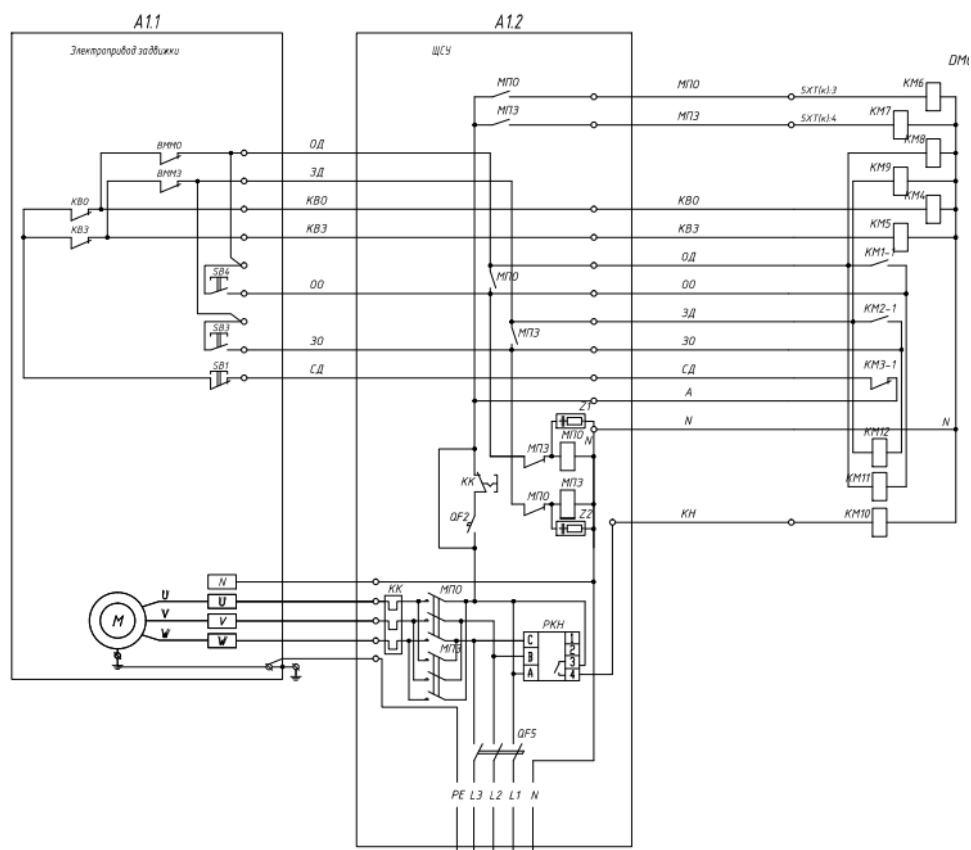 A1.1
A1.2
Электропривод задвижки
ЩСУ
МПО
МПО
5ХТ(к):3
КМ6
МПЗ
МПЗ
5ХТ(к):4
КМ7
ВММО
ОД
КМ8
ВММЗ
ЗД
КМ9
КВО
КВО
КВО
КМ4
КВЗ
КВЗ
КВЗ
КМ5
ОД
КМ1-1
SB4
МПО
ОО
ОО
ЗД
КМ2-1
SB3
МПЗ
ЗО
ЗО
SB1
СД
СД
КМ3-1
А
Z1
N
N
N
МПЗ
МПО
КМ12
КК
МПО
МПЗ
КМ11
QF2
Z2
КН
КМ10
N
КК
МПО
U
U
М
V
V
W
W
МПЗ
РКН
C
1
2
B
3
A
4
QF5
PE
L3
L2
L1
N